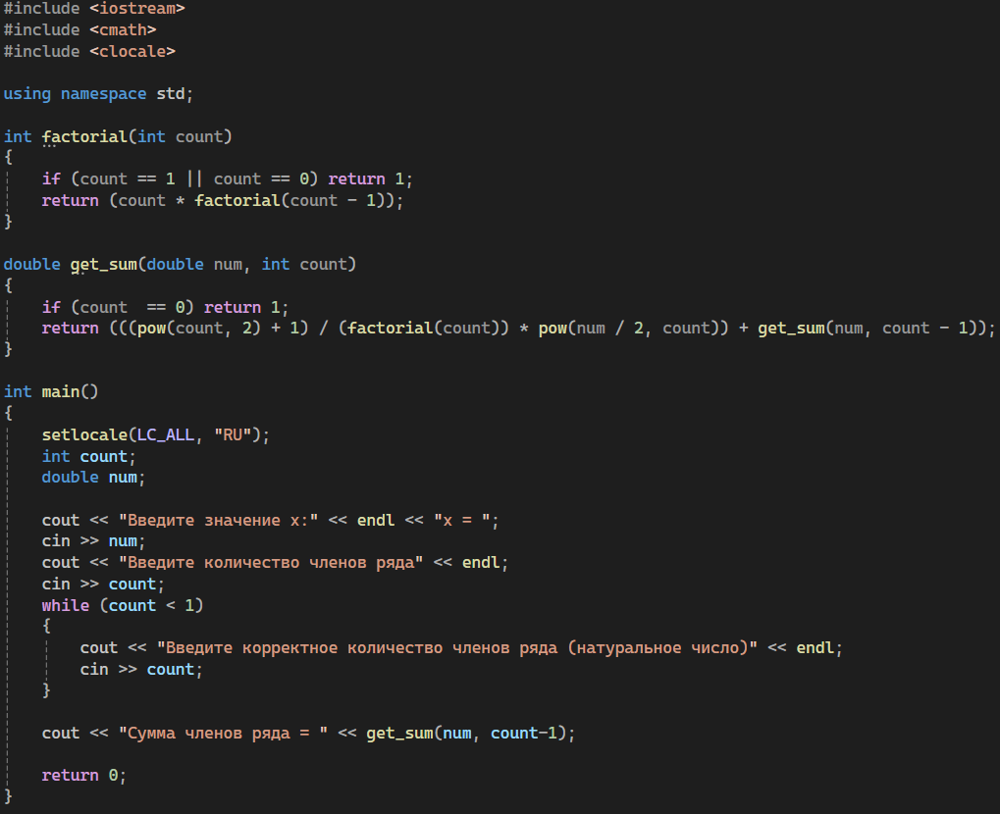 #include <iostream>
#include <cmath>
#include <clocale>

using namespace std;

int factorial(int count)
{
    if (count == 1 || count == 0) return 1;
    return (count * factorial(count - 1));
}

double get_sum(double num, int count)
{
    if (count  == 0) return 1;
    return (((pow(count, 2) + 1) / (factorial(count)) * pow(num / 2, count)) + get_sum(num, count - 1));
}

int main()
{
    setlocale(LC_ALL, "RU");
    int count;
    double num;

    cout << "Введите значение x:" << endl << "x = ";
    cin >> num;
    cout << "Введите количество членов ряда" << endl;
    cin >> count;
    while (count < 1)
    {
        cout << "Введите корректное количество членов ряда (натуральное число)" << endl;
        cin >> count;
    }

    cout << "Сумма членов ряда = " << get_sum(num, count-1);

    return 0;
}